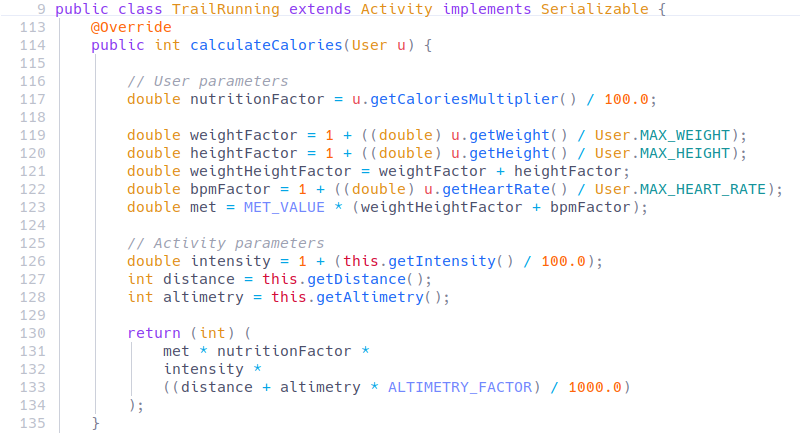 9 public class TrailRunning extends Activity implements Serializable {
113     @Override
114     public int calculateCalories(User u) {
115
116         // User parameters
117         double nutritionFactor = u.getCaloriesMultiplier() / 100.0;
118
119         double weightFactor = 1 + ((double) u.getWeight() / User.MAX_WEIGHT);
120         double heightFactor = 1 + ((double) u.getHeight() / User.MAX_HEIGHT);
121         double weightHeightFactor = weightFactor + heightFactor;
122         double bpmFactor = 1 + ((double) u.getHeartRate() / User.MAX_HEART_RATE);
123         double met = MET_VALUE * (weightHeightFactor + bpmFactor);
124
125         // Activity parameters
126         double intensity = 1 + (this.getIntensity() / 100.0);
127         int distance = this.getDistance();
128         int altimetry = this.getAltimetry();
129
130         return (int) (
131             met * nutritionFactor *
132             intensity *
133             ((distance + altimetry * ALTIMETRY_FACTOR) / 1000.0)
134         );
135     }